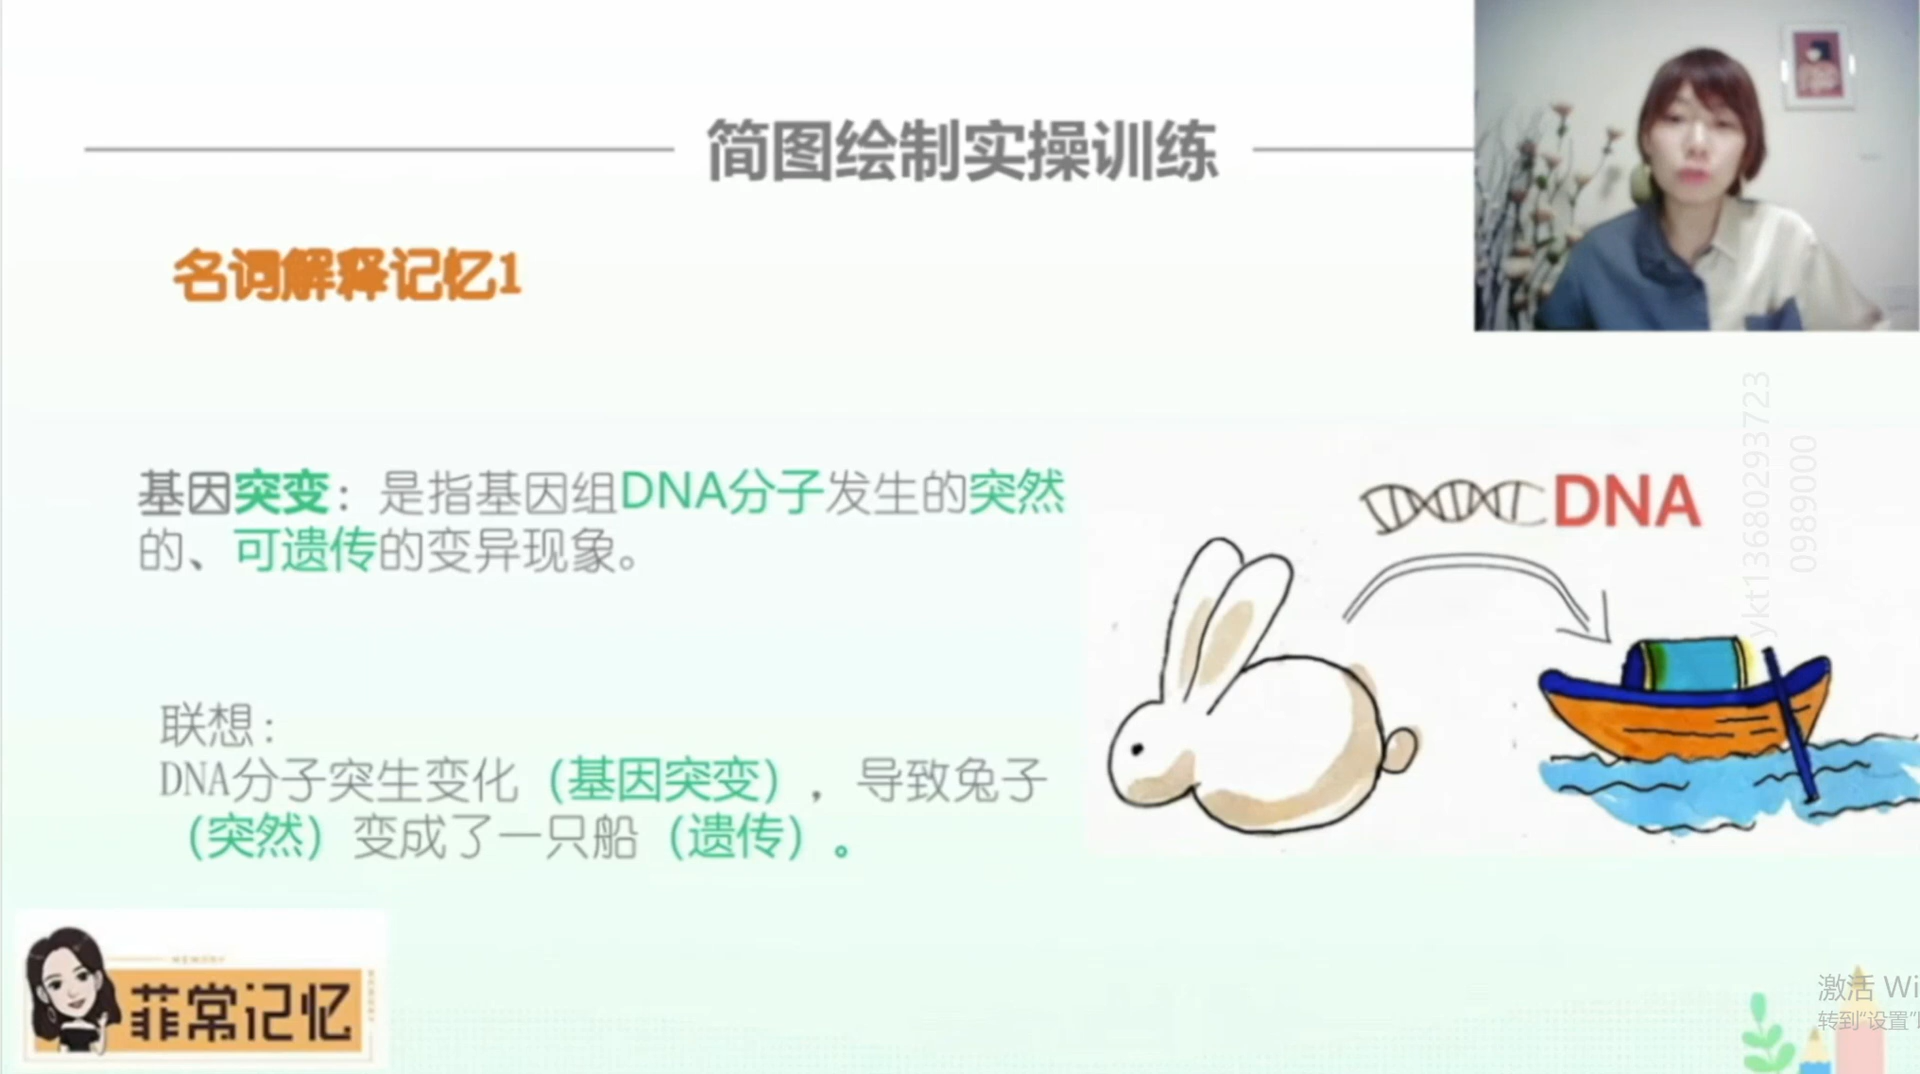 简图绘制实操训练
名词解释记忆1
基因突变：是指基因组DNA分子发生的突然
的、可遗传的变异现象。
联想：
DNA分子突生变化（基因突变），导致兔子
（突然）变成了一只船（遗传）。
DNA
ykt13680293723
0989000
MEMORY
菲常记忆
激活 Wi
转到"设置"以